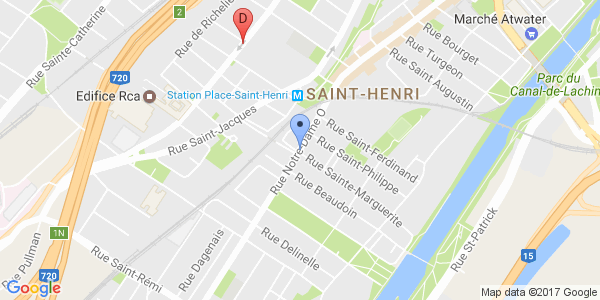 Rue Sainte-Catherine
2
Rue de Richelieu
D
Marché Atwater
Rue Bourget
Rue Turgeon
Rue Saint Augustin
Parc du
Canal-de-Lachin
720
Edifice Rca
Station Place-Saint-Henri
M
SAINT-HENRI
Rue Saint-Jacques
Rue Notre-Dame O
Rue Saint-Ferdinand
Rue Saint-Philippe
Rue Sainte-Marguerite
Rue Beaudoin
Rue Pullman
1N
720
Rue Saint-Rémi
Rue Dagenais
Rue Delinelle
Rue St-Patrick
15
Google
Map data ©2017 Google